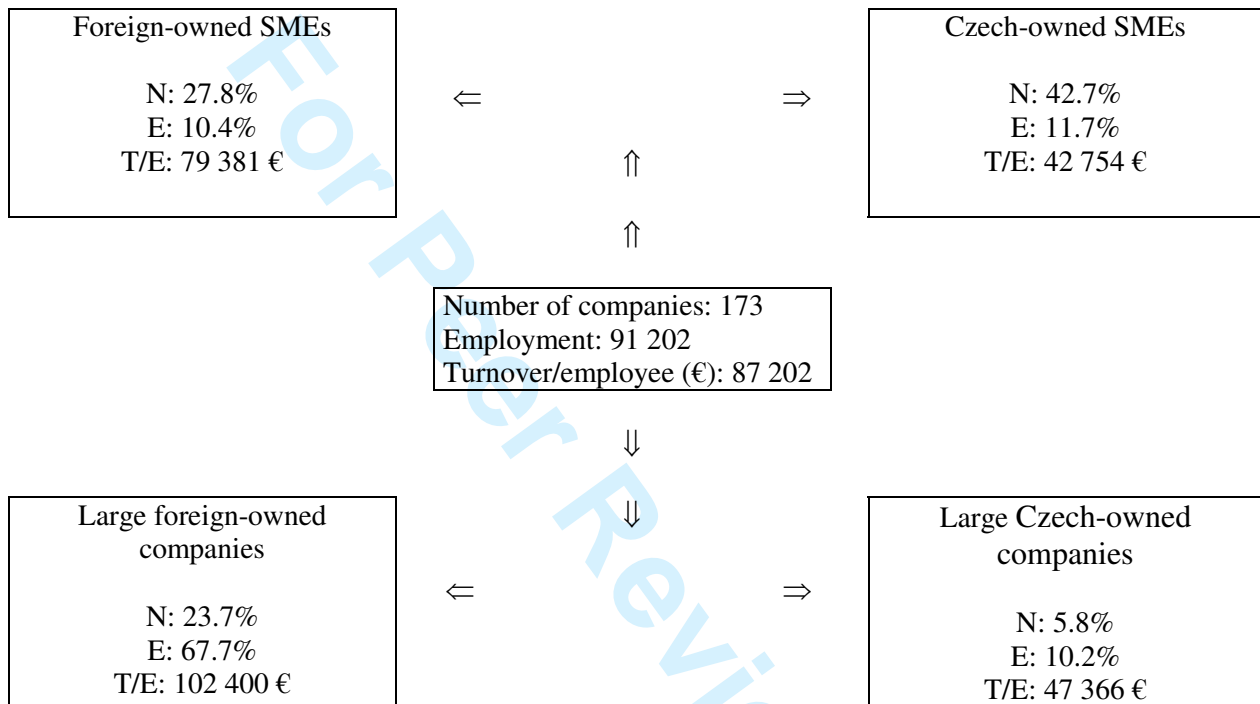 Foreign-owned SMEs
N: 27.8%
E: 10.4%
T/E: 79 381 €
Czech-owned SMEs
N: 42.7%
E: 11.7%
T/E: 42 754 €
⇐ ⇒
⇑
⇑
Number of companies: 173
Employment: 91 202
Turnover/employee (€): 87 202
⇓
⇓
Large foreign-owned
companies
N: 23.7%
E: 67.7%
T/E: 102 400 €
⇐ ⇒
Large Czech-owned
companies
N: 5.8%
E: 10.2%
T/E: 47 366 €
For Peer Revi